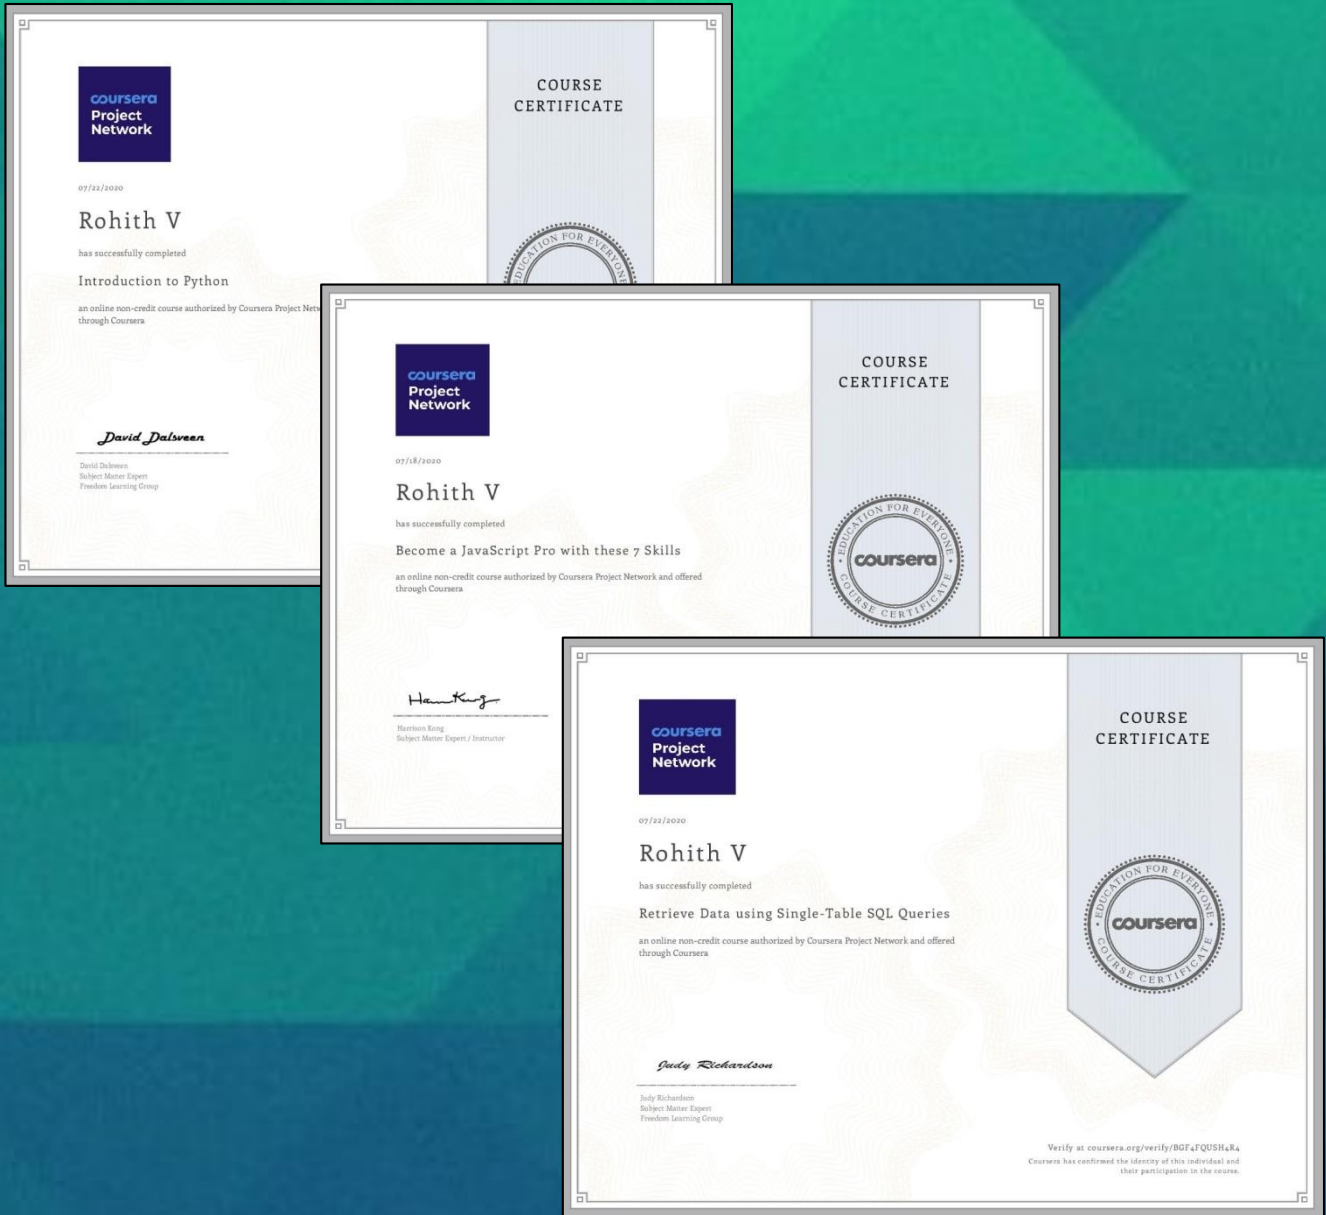 coursera
Project
Network
COURSE
CERTIFICATE
07/22/2020
Rohith V
has successfully completed
Introduction to Python
an online non-credit course authorized by Coursera Project
through Coursera
EDUCATION FOR EVERYONE
David Dalsveen
David Dalsveen
Subject Matter Expert
Freedom Learning Group
coursera
Project
Network
COURSE
CERTIFICATE
07/18/2020
Rohith V
has successfully completed
Become a JavaScript Pro with these 7 Skills
an online non-credit course authorized by Coursera Project Network and offered
through Coursera
EDUCATION FOR EVERYONE
coursera
COURSE CERTIFICATE
Harrison Kong
Subject Matter Expert / Instructor
coursera
Project
Network
COURSE
CERTIFICATE
07/22/2020
Rohith V
has successfully completed
Retrieve Data using Single-Table SQL Queries
an online non-credit course authorized by Coursera Project Network and offered
through Coursera
EDUCATION FOR EVERYONE
coursera
COURSE CERTIFICATE
Judy Richardson
Judy Richardson
Subject Matter Expert
Freedom Learning Group
Verify at coursera.org/verify/BGF4FQUSH4R4
Coursera has confirmed the identity of this individual and
their participation in the course.